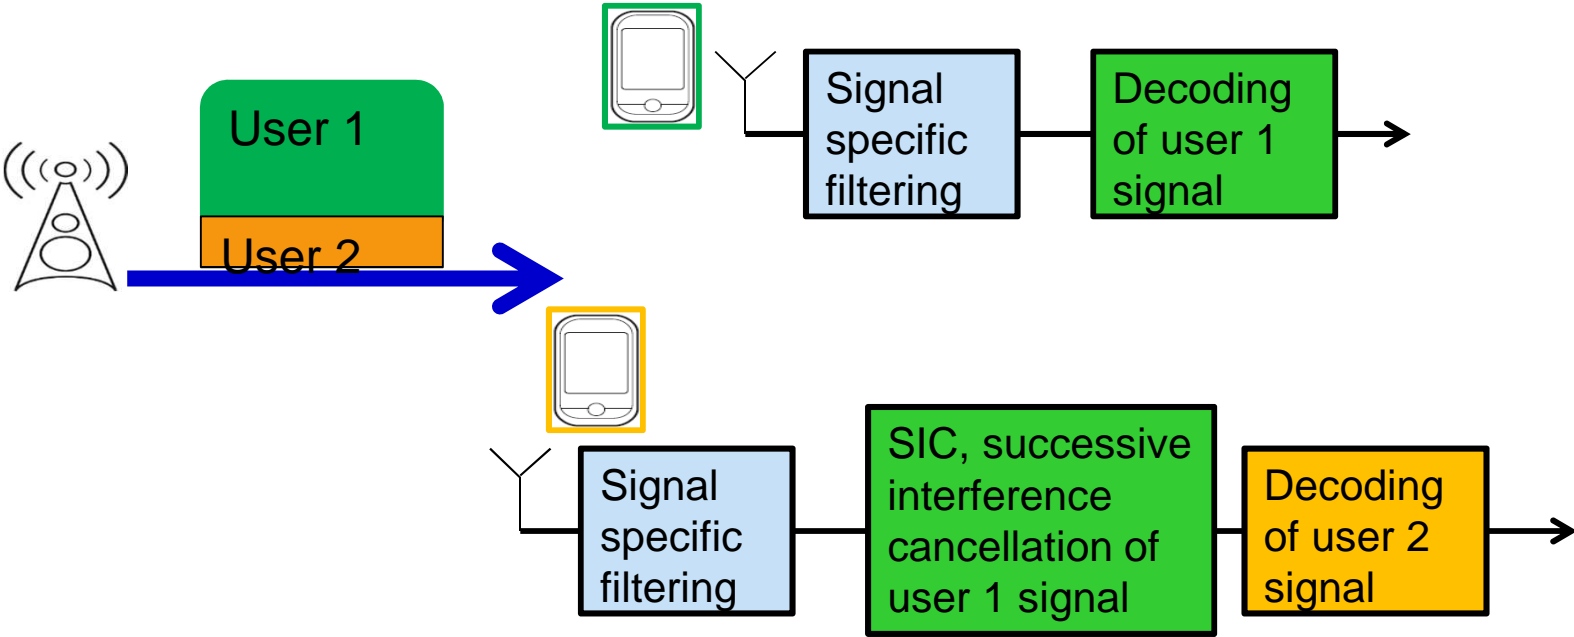 User 1
User 2
Signal
specific
filtering
Decoding
of user 1
signal
Signal
specific
filtering
SIC, successive
interference
cancellation of
user 1 signal
Decoding
of user 2
signal